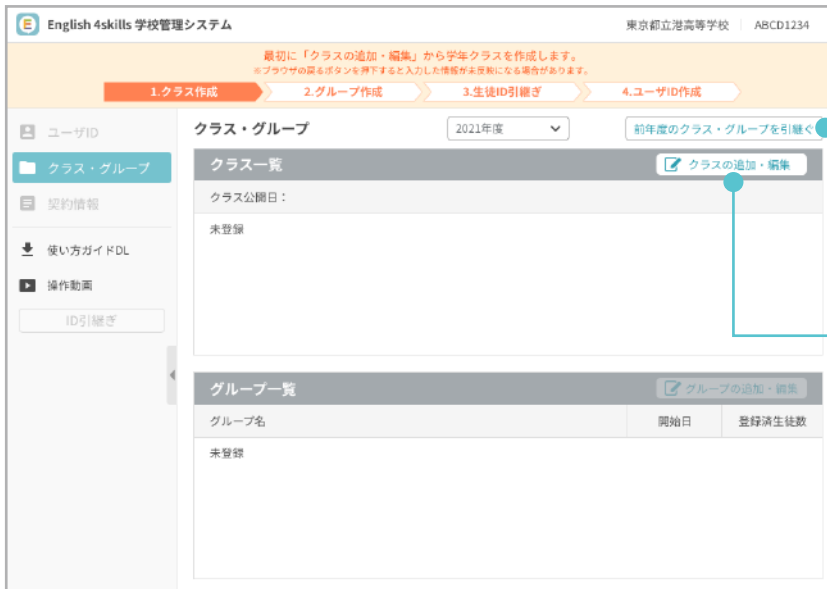 E English 4skills 学校管理システム
東京都立港高等学校 ABCD1234
最初に「クラスの追加・編集」から学年クラスを作成します。
※ブラウザの戻るボタンを押下すると入力した情報が未反映になる場合があります。
1.クラス作成 2.グループ作成 3.生徒ID引継ぎ 4.ユーザID作成
ユーザID
クラス・グループ
契約情報
使い方ガイドDL
操作動画
ID引継ぎ
クラス・グループ 2021年度 前年度のクラス・グループを引継ぐ
クラス一覧 クラスの追加・編集
クラス公開日:
未登録
グループ一覧 グループの追加・編集
グループ名 開始日 登録済生徒数
未登録